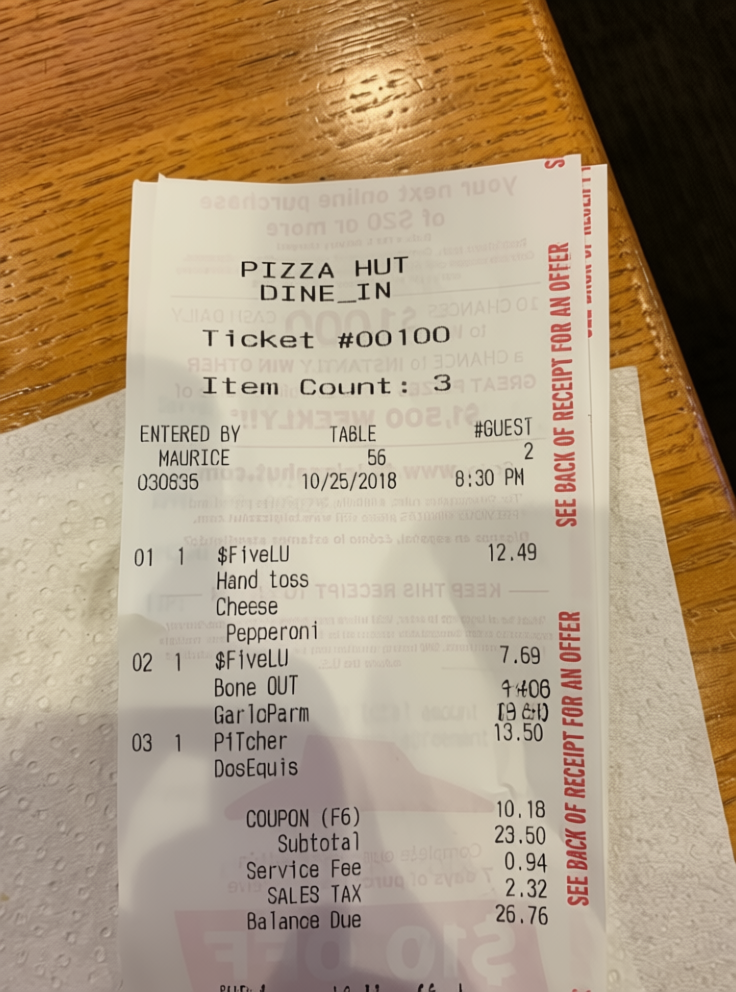 PIZZA HUT
DINE_IN
Ticket #00100
Item Count: 3
ENTERED BY TABLE #GUEST
MAURICE 56 2
030635 10/25/2018 8:30 PM
01 1 $FiveLU 12.49
Hand toss
Cheese
Pepperoni
02 1 $FiveLU 7.69
Bone OUT
GarlcParm
03 1 PiTcher 13.50
DosEquis
COUPON (F6) 10.18
Subtotal 23.50
Service Fee 0.94
SALES TAX 2.32
Balance Due 26.76
SEE BACK OF RECEIPT FOR AN OFFER
SEE BACK OF RECEIPT FOR AN OFFER